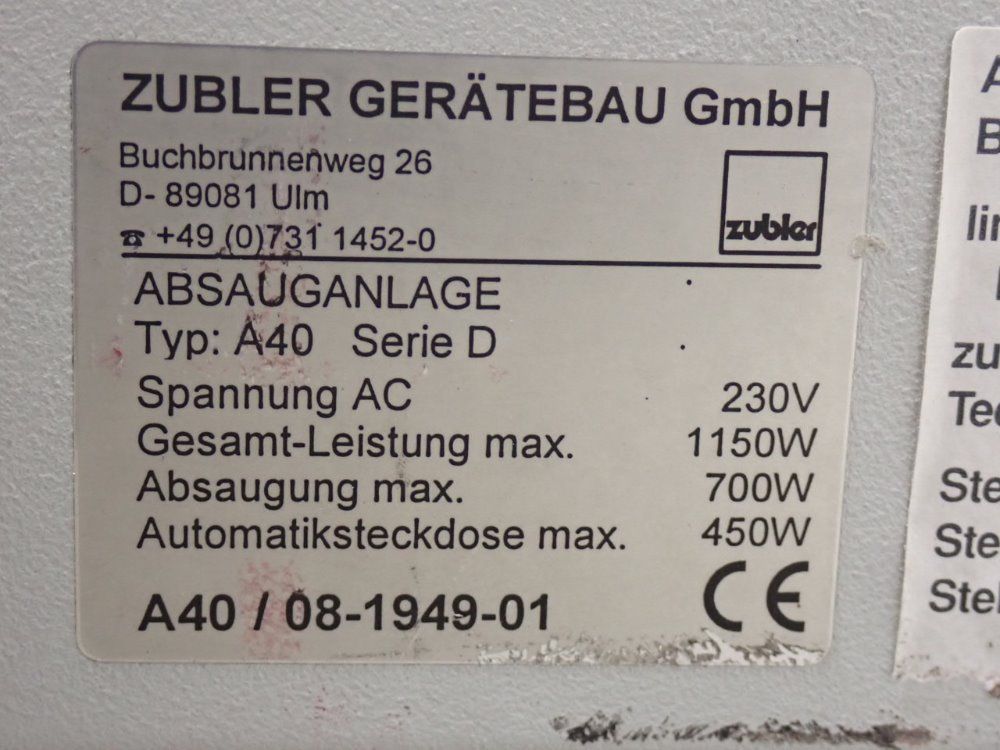 ZUBLER GERÄTEBAU GmbH
Buchbrunnenweg 26
D- 89081 Ulm
☎ +49 (0)731 1452-0
zubler
ABSAUGANLAGE
Typ: A40 Serie D
Spannung AC 230V
Gesamt-Leistung max. 1150W
Absaugung max. 700W
Automatiksteckdose max. 450W
A40 / 08-1949-01 CE
zu